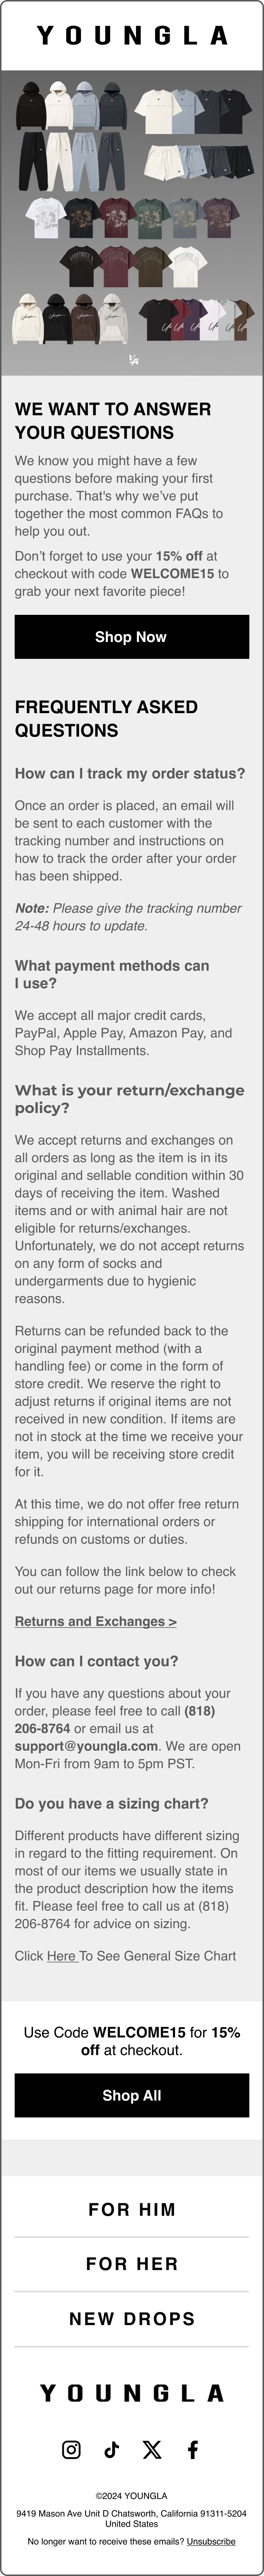 YOUNGLA
WE WANT TO ANSWER
YOUR QUESTIONS
We know you might have a few
questions before making your first
purchase. That's why we've put
together the most common FAQs to
help you out.
Don't forget to use your 15% off at
checkout with code WELCOME15 to
grab your next favorite piece!
Shop Now
FREQUENTLY ASKED
QUESTIONS
How can I track my order status?
Once an order is placed, an email will
be sent to each customer with the
tracking number and instructions on
how to track the order after your order
has been shipped.
Note: Please give the tracking number
24-48 hours to update.
What payment methods can
I use?
We accept all major credit cards,
PayPal, Apple Pay, Amazon Pay, and
Shop Pay Installments.
What is your return/exchange
policy?
We accept returns and exchanges on
all orders as long as the item is in its
original and sellable condition within 30
days of receiving the item. Washed
items and or with animal hair are not
eligible for returns/exchanges.
Unfortunately, we do not accept returns
on any form of socks and
undergarments due to hygienic
reasons.
Returns can be refunded back to the
original payment method (with a
handling fee) or come in the form of
store credit. We reserve the right to
adjust returns if original items are not
received in new condition. If items are
not in stock at the time we receive your
item, you will be receiving store credit
for it.
At this time, we do not offer free return
shipping for international orders or
refunds on customs or duties.
You can follow the link below to check
out our returns page for more info!
Returns and Exchanges >
How can I contact you?
If you have any questions about your
order, please feel free to call (818)
206-8764 or email us at
support@youngla.com. We are open
Mon-Fri from 9am to 5pm PST.
Do you have a sizing chart?
Different products have different sizing
in regard to the fitting requirement. On
most of our items we usually state in
the product description how the items
fit. Please feel free to call us at (818)
206-8764 for advice on sizing.
Click Here To See General Size Chart
Use Code WELCOME15 for 15%
off at checkout.
Shop All
FOR HIM
FOR HER
NEW DROPS
YOUNGLA
©2024 YOUNGLA
9419 Mason Ave Unit D Chatsworth, California 91311-5204
United States
No longer want to receive these emails? Unsubscribe